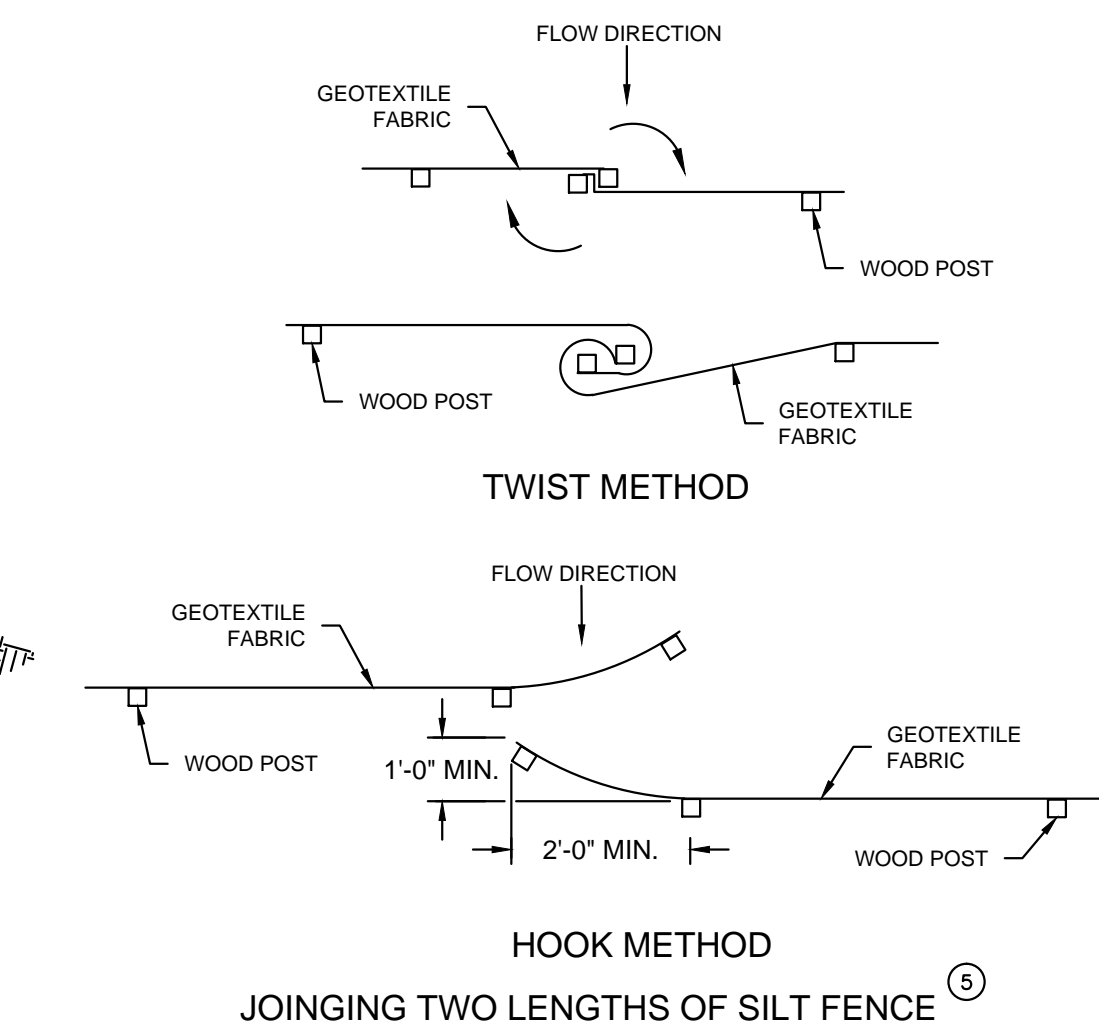 FLOW DIRECTION
GEOTEXTILE
FABRIC
WOOD POST
WOOD POST
GEOTEXTILE
FABRIC
TWIST METHOD
FLOW DIRECTION
GEOTEXTILE
FABRIC
WOOD POST
1'-0" MIN.
GEOTEXTILE
FABRIC
2'-0" MIN.
WOOD POST
HOOK METHOD
JOINGING TWO LENGTHS OF SILT FENCE 5